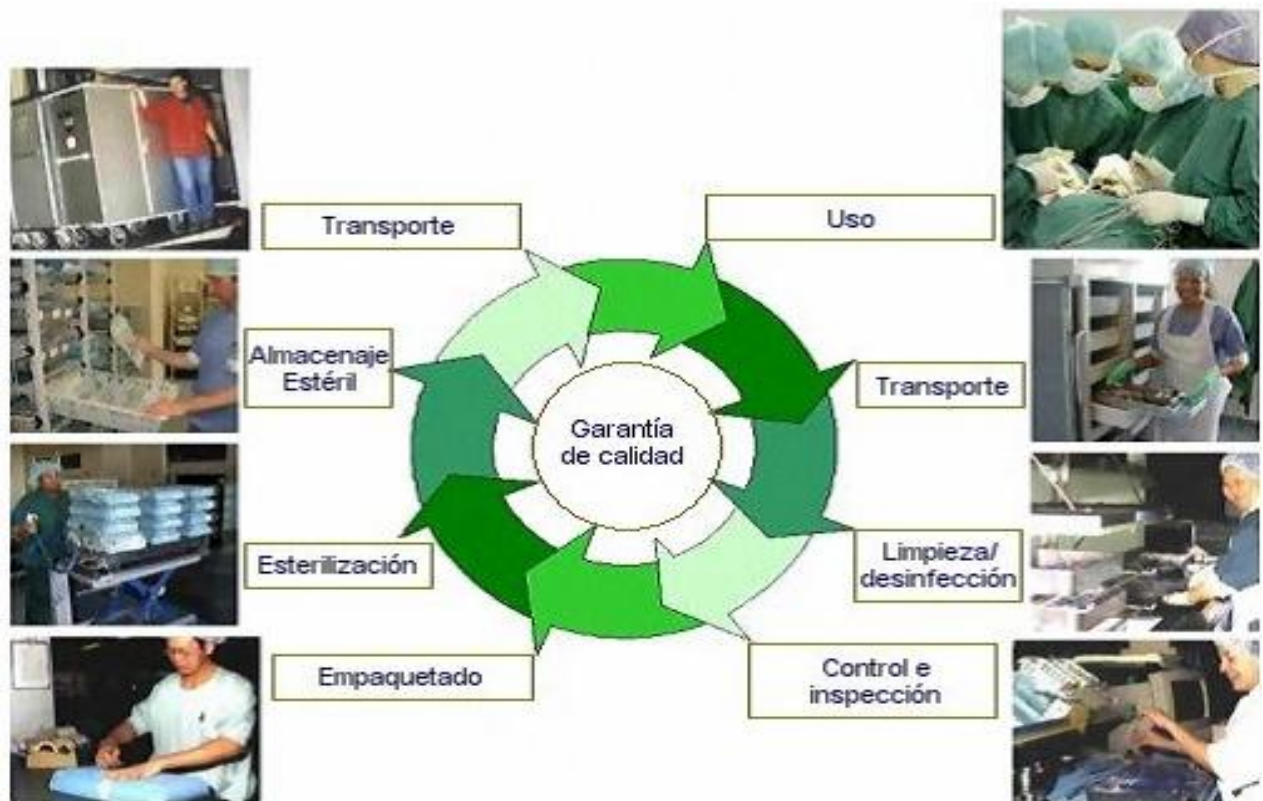 Transporte
Uso
Almacenaje
Estéril
Transporte
Garantía
de calidad
Esterilización
Limpieza/
desinfección
Empaquetado
Control e
inspección